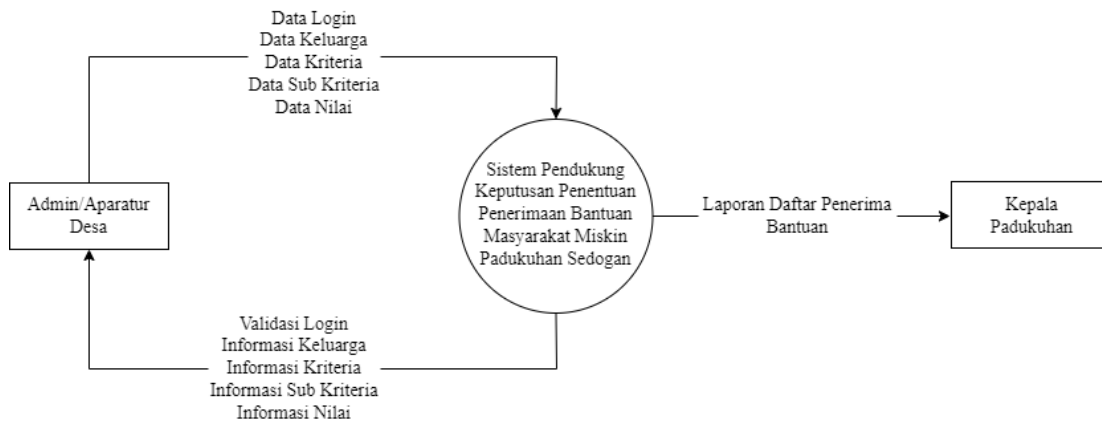 Data Login
Data Keluarga
Data Kriteria
Data Sub Kriteria
Data Nilai
Admin/Aparatur
Desa
Sistem Pendukung
Keputusan Penentuan
Penerimaan Bantuan
Masyarakat Miskin
Padukuhan Sedogan
Laporan Daftar Penerima
Bantuan
Kepala
Padukuhan
Validasi Login
Informasi Keluarga
Informasi Kriteria
Informasi Sub Kriteria
Informasi Nilai